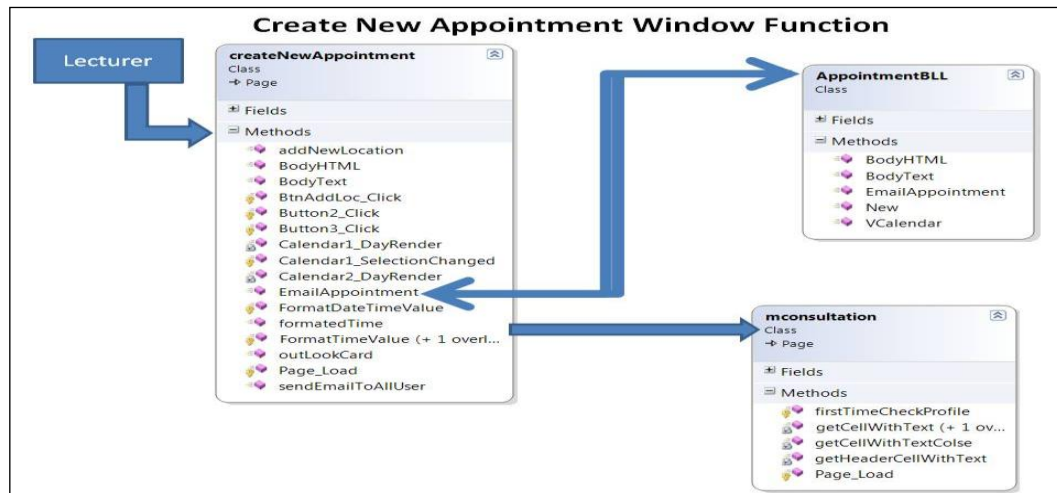 Create New Appointment Window Function
Lecturer
createNewAppointment
Class
Page
Fields
Methods
addNewLocation
BodyHTML
BodyText
BtnAddLoc_Click
Button2_Click
Button3_Click
Calendar1_DayRender
Calendar1_SelectionChanged
Calendar2_DayRender
EmailAppointment
FormatDateTimeValue
formatedTime
FormatTimeValue (+ 1 overl...
outLookCard
Page_Load
sendEmailToAllUser
AppointmentBLL
Class
Fields
Methods
BodyHTML
BodyText
EmailAppointment
New
VCalendar
mconsultation
Class
Page
Fields
Methods
firstTimeCheckProfile
getCellWithText (+ 1 ov...
getCellWithTextColse
getHeaderCellWithText
Page_Load